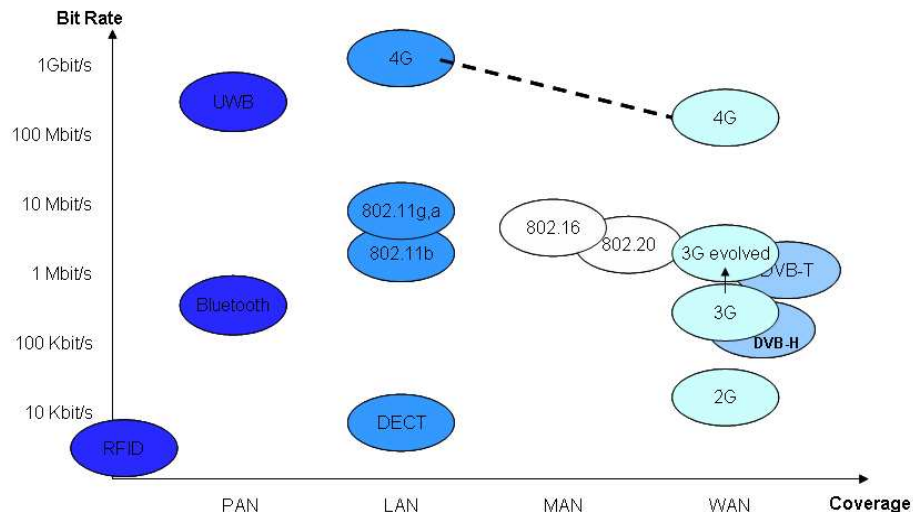 Bit Rate
1Gbit/s
4G
UWB
4G
100 Mbit/s
10 Mbit/s
802.11g,a
802.16
802.20
802.11b
3G evolved
DVB-T
1 Mbit/s
Bluetooth
3G
100 Kbit/s
DVB-H
2G
10 Kbit/s
DECT
RFID
PAN
LAN
MAN
WAN
Coverage